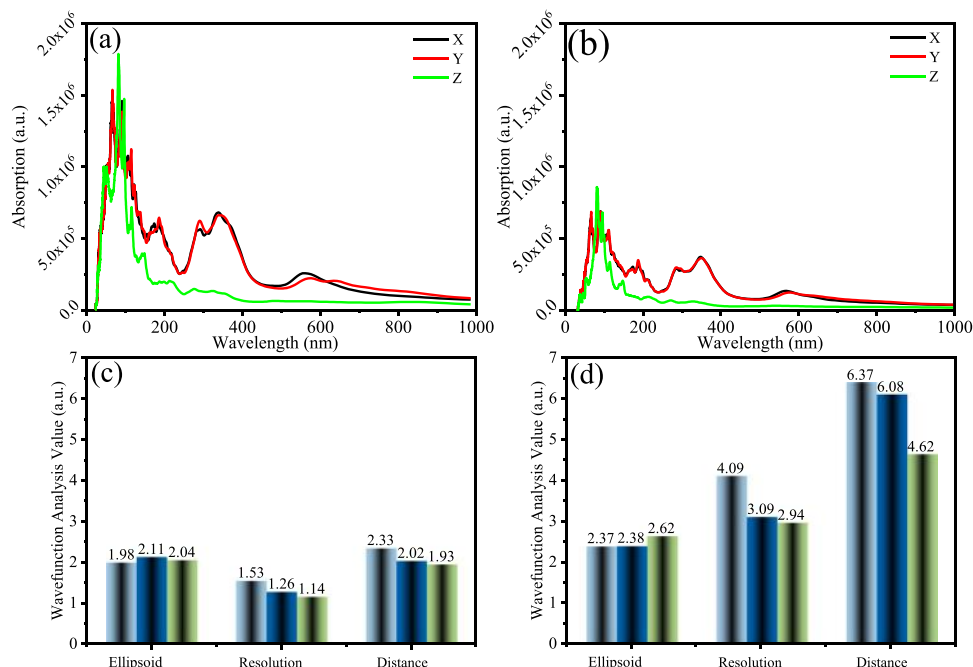 (a)
X
Y
Z
2.0x10⁶
1.5x10⁶
1.0x10⁶
5.0x10⁵
0.0
Absorption (a.u.)
0 200 400 600 800 1000
Wavelength (nm)
(b)
X
Y
Z
2.0x10⁶
1.5x10⁶
1.0x10⁶
5.0x10⁵
0.0
Absorption (a.u.)
0 200 400 600 800 1000
Wavelength (nm)
(c)
7
6
5
4
3
2
1
0
Wavefunction Analysis Value (a.u.)
1.98 2.11 2.04
1.53 1.26 1.14
2.33 2.02 1.93
Ellipsoid Resolution Distance
(d)
7
6
5
4
3
2
1
0
Wavefunction Analysis Value (a.u.)
2.37 2.38 2.62
4.09 3.09 2.94
6.37 6.08 4.62
Ellipsoid Resolution Distance